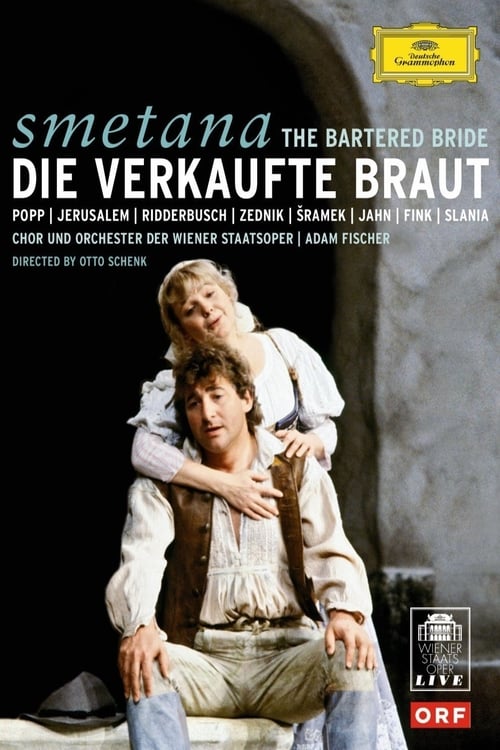 Deutsche
Grammophon
smetana THE BARTERED BRIDE
DIE VERKAUFTE BRAUT
POPP | JERUSALEM | RIDDERBUSCH | ZEDNIK | ŠRAMEK | JAHN | FINK | SLANIA
CHOR UND ORCHESTER DER WIENER STAATSOPER | ADAM FISCHER
DIRECTED BY OTTO SCHENK
WIENER
STAATS
OPER
LIVE
ORF